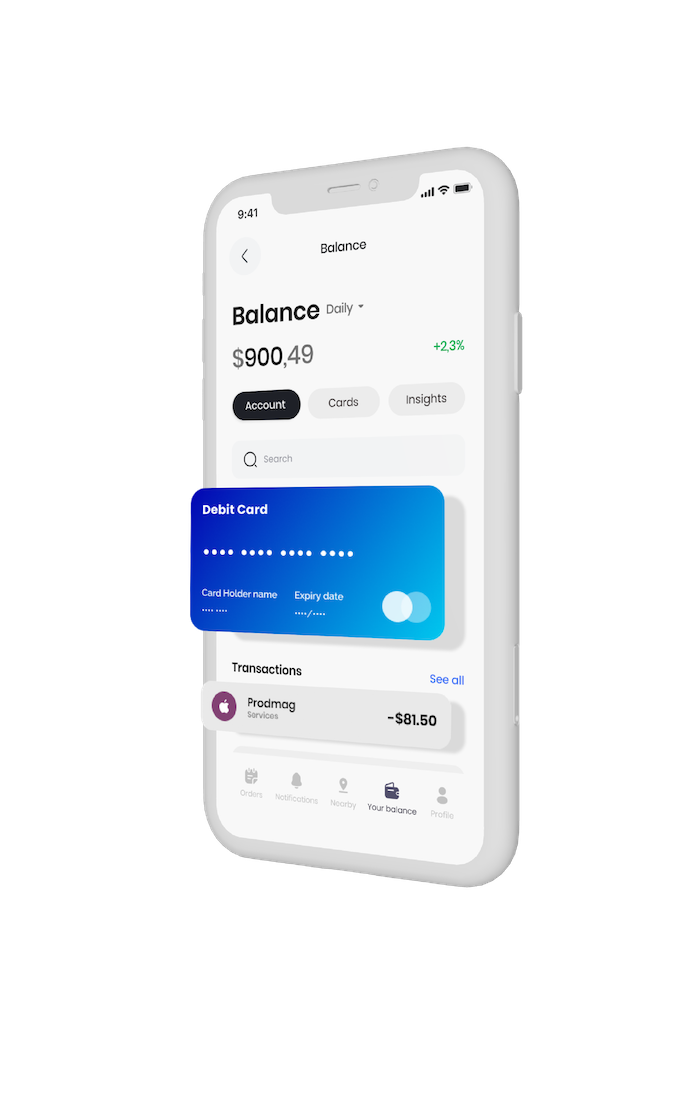 9:41
Balance
Balance Daily
$900,49 +2,3%
Account Cards Insights
Search
Debit Card
•••• •••• •••• ••••
Card Holder name Expiry date
•••• •••• ••••/••••
Transactions See all
Prodmag
Services
-$81.50
Orders Notifications Nearby Your balance Profile